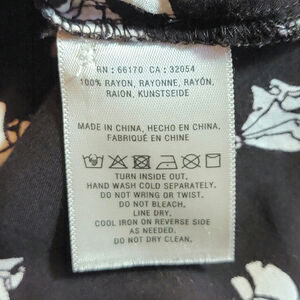 RN : 66170 CA : 32054
100% RAYON, RAYONNE, RAYÓN,
RAION, KUNSTSEIDE
MADE IN CHINA, HECHO EN CHINA,
FABRIQUÉ EN CHINE
TURN INSIDE OUT.
HAND WASH COLD SEPARATELY.
DO NOT WRING OR TWIST.
DO NOT BLEACH.
LINE DRY.
COOL IRON ON REVERSE SIDE
AS NEEDED.
DO NOT DRY CLEAN.